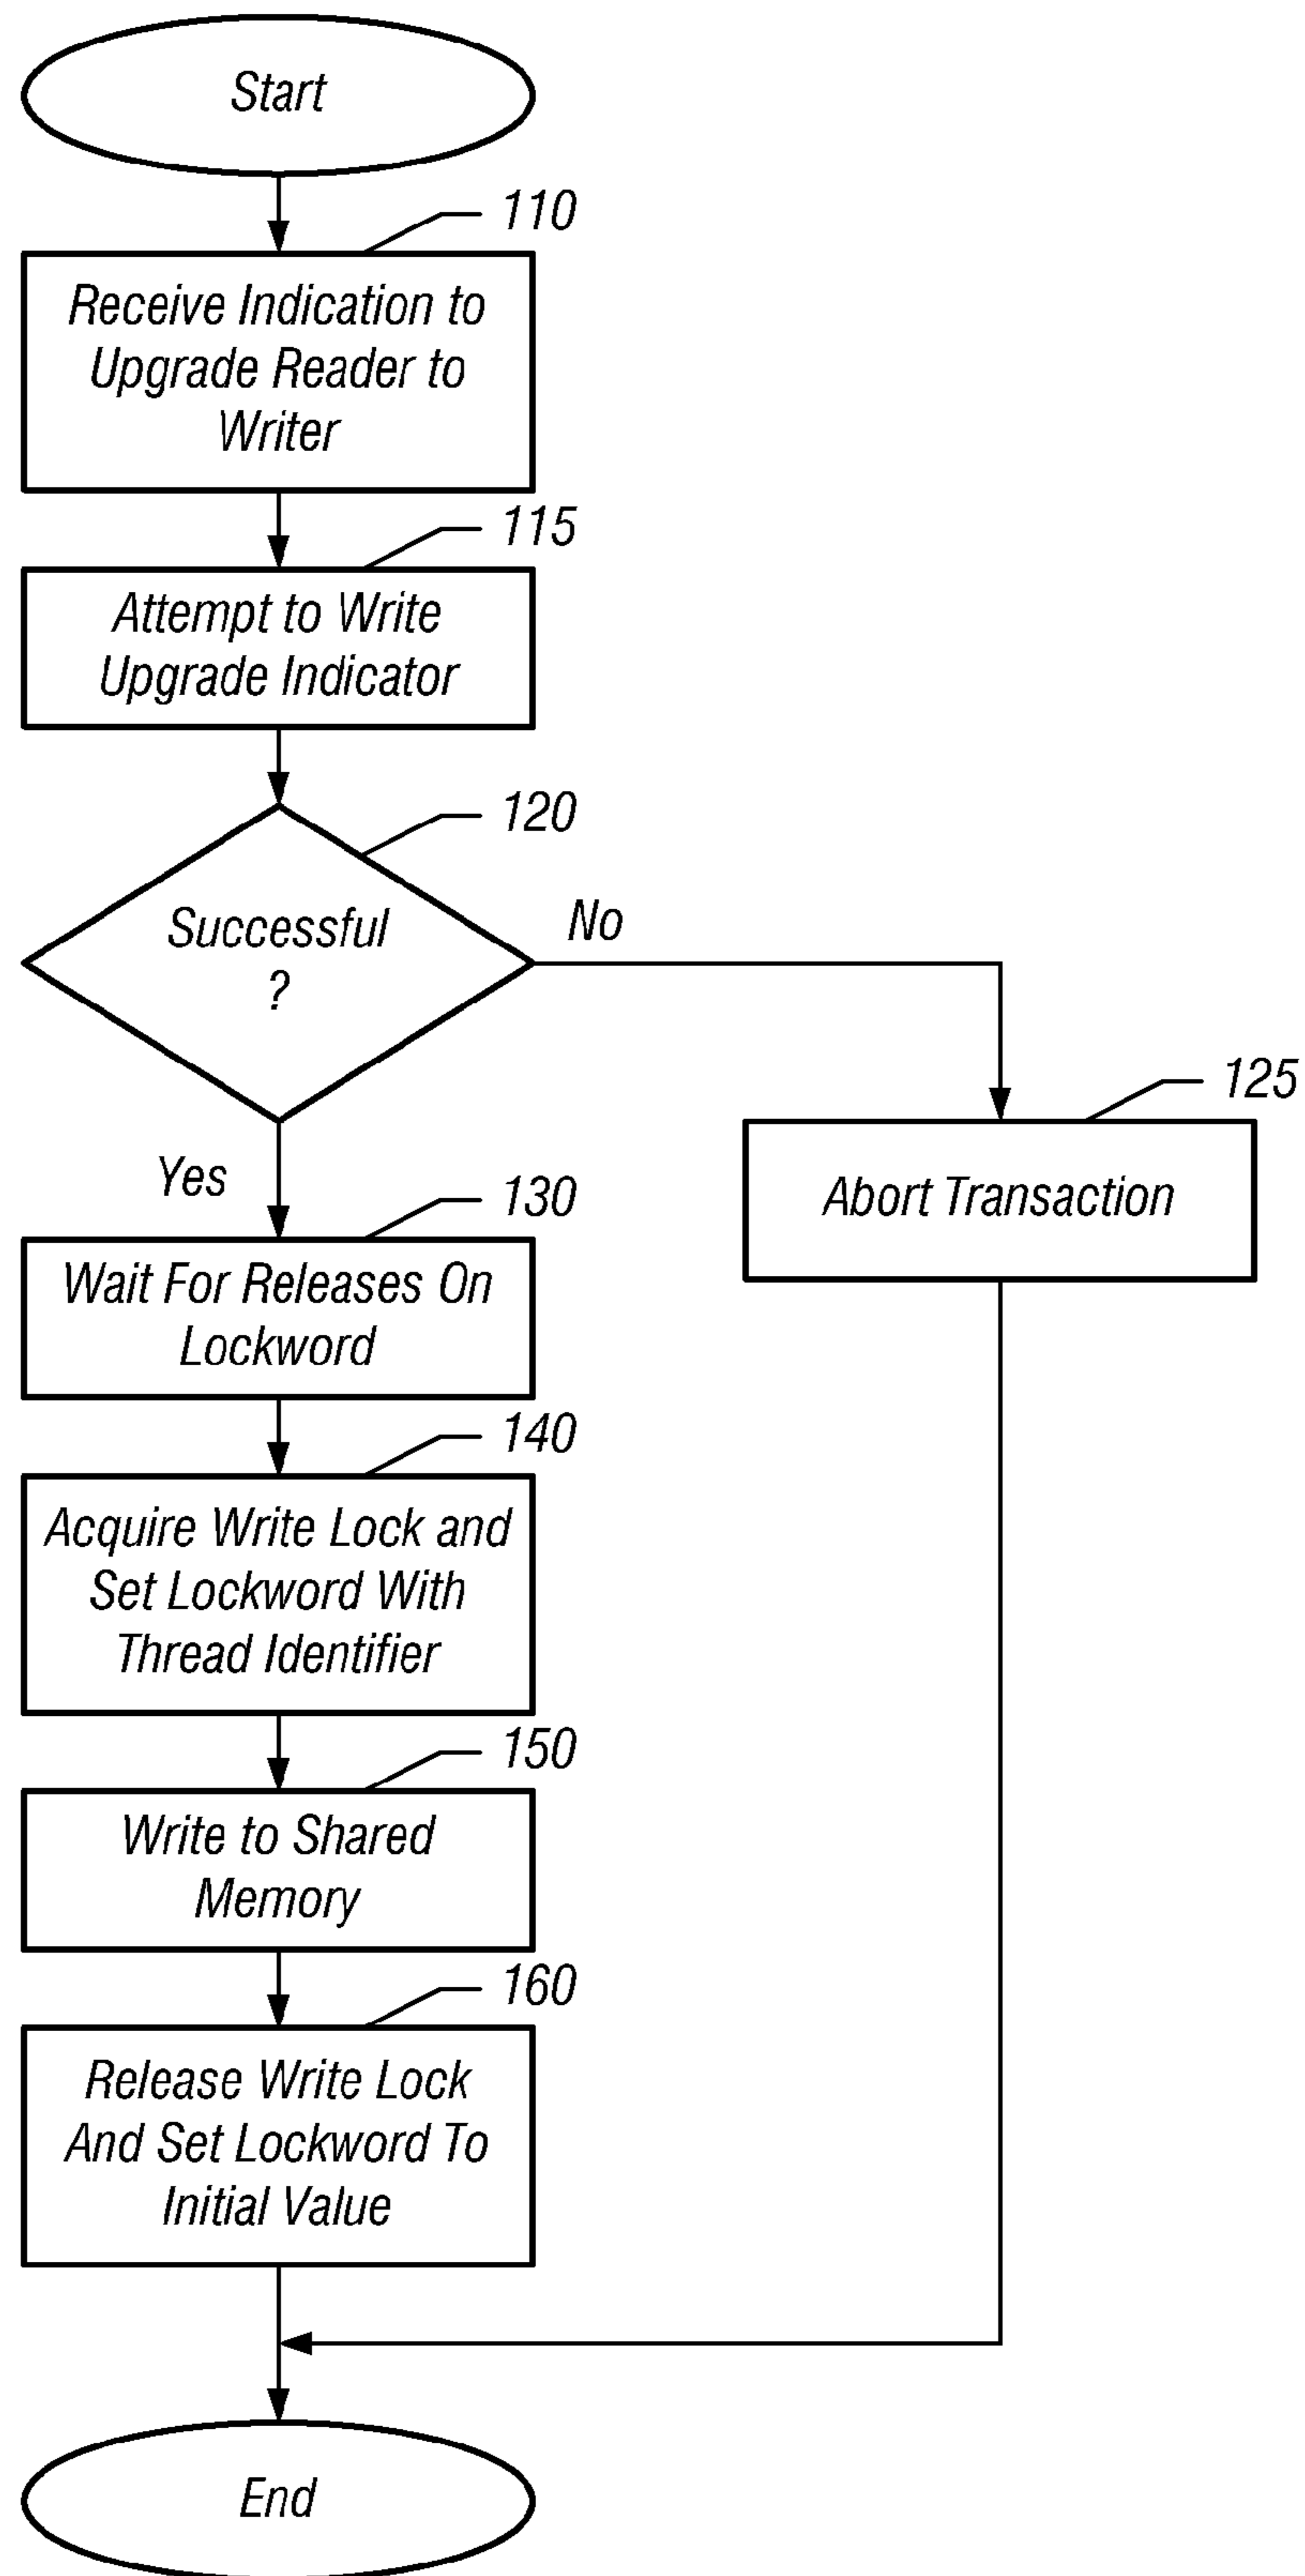 Start
110
Receive Indication to
Upgrade Reader to
Writer
115
Attempt to Write
Upgrade Indicator
120
Successful
?
No
Yes
125
Abort Transaction
130
Wait For Releases On
Lockword
140
Acquire Write Lock and
Set Lockword With
Thread Identifier
150
Write to Shared
Memory
160
Release Write Lock
And Set Lockword To
Initial Value
End